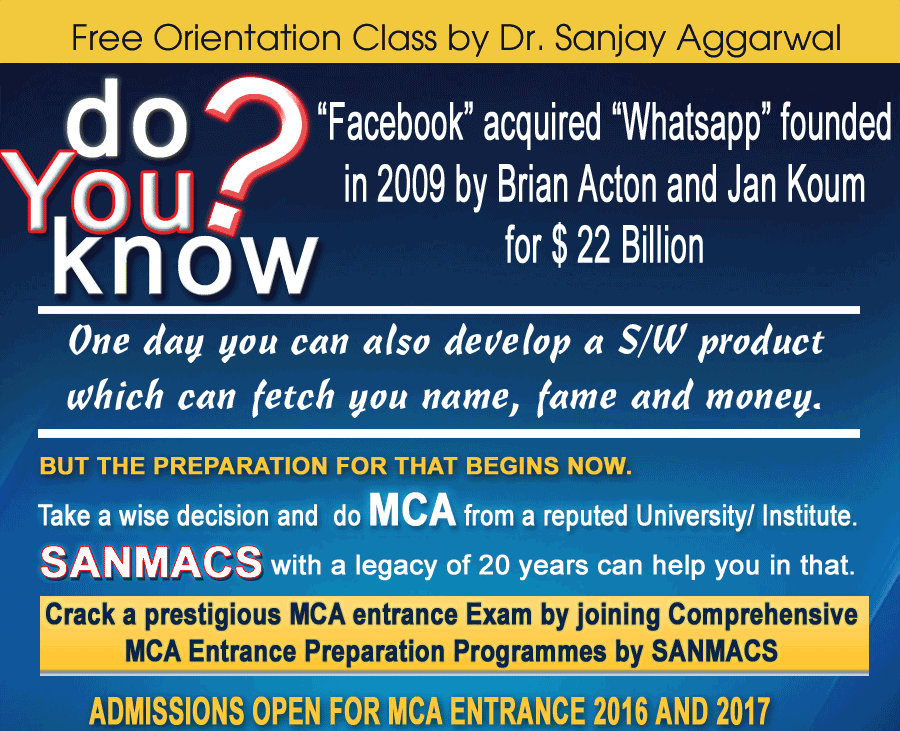 Free Orientation Class by Dr. Sanjay Aggarwal
do
You
know
?
“Facebook” acquired “Whatsapp” founded
in 2009 by Brian Acton and Jan Koum
for $ 22 Billion
One day you can also develop a S/W product
which can fetch you name, fame and money.
BUT THE PREPARATION FOR THAT BEGINS NOW.
Take a wise decision and do MCA from a reputed University/ Institute.
SANMACS with a legacy of 20 years can help you in that.
Crack a prestigious MCA entrance Exam by joining Comprehensive
MCA Entrance Preparation Programmes by SANMACS
ADMISSIONS OPEN FOR MCA ENTRANCE 2016 AND 2017